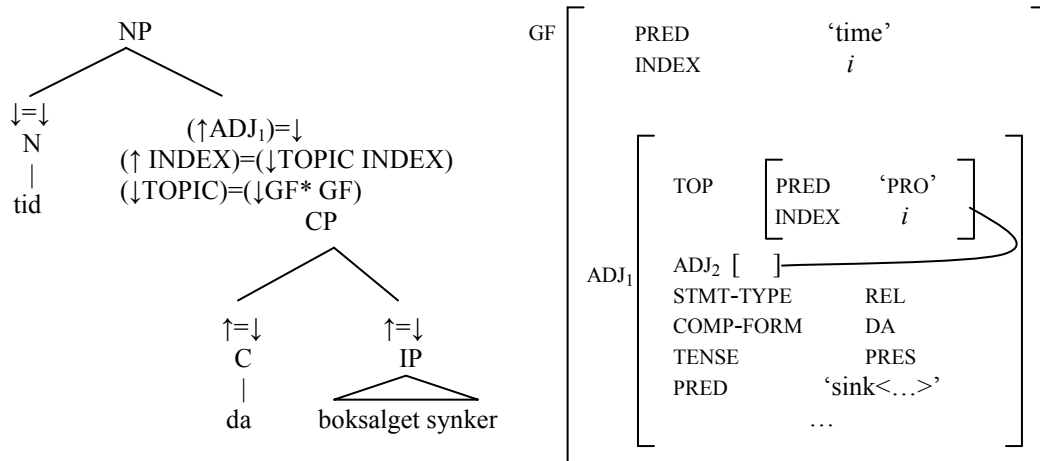 NP
↓=↓
N
tid
(↑ADJ₁)=↓
(↑ INDEX)=(↓TOPIC INDEX)
(↓TOPIC)=(↓GF* GF)
CP
↑=↓
C
da
↑=↓
IP
boksalget synker
GF
PRED ‘time’
INDEX i
ADJ₁
TOP
PRED ‘PRO’
INDEX i
ADJ₂ [ ]
STMT-TYPE REL
COMP-FORM DA
TENSE PRES
PRED ‘sink<…>’
…